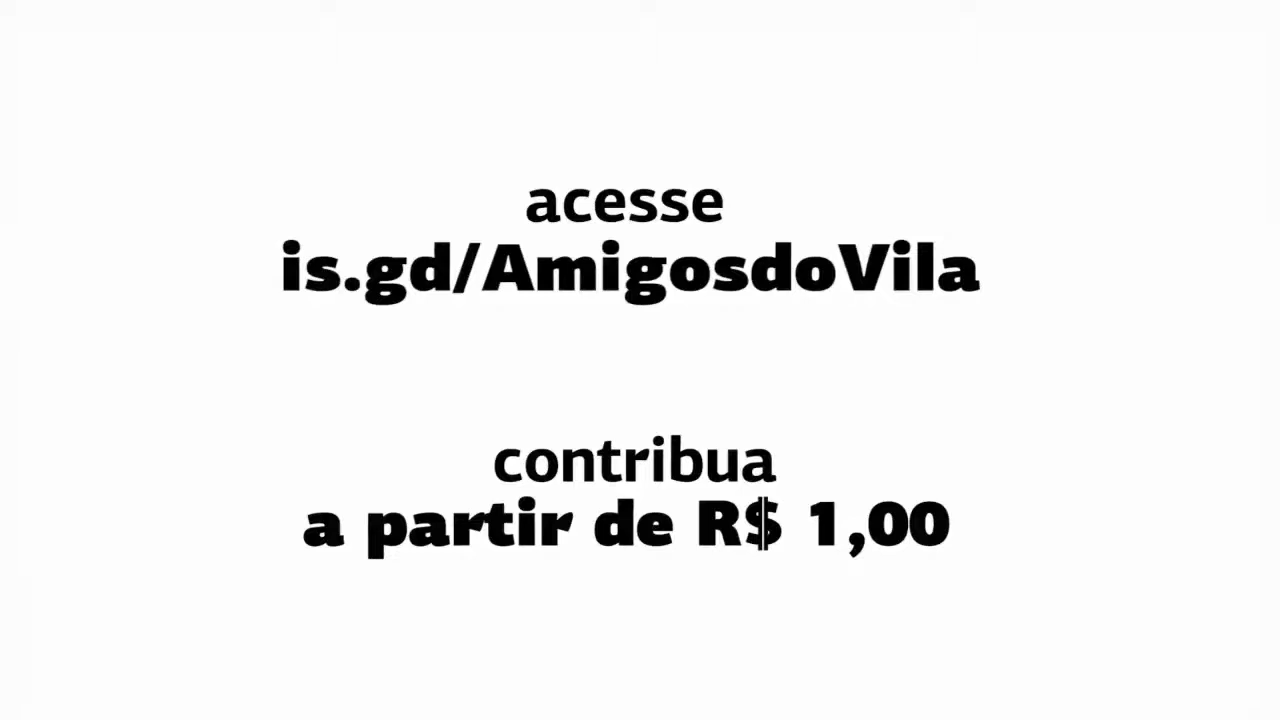 acesse
is.gd/AmigosdoVila
contribua
a partir de R$ 1,00